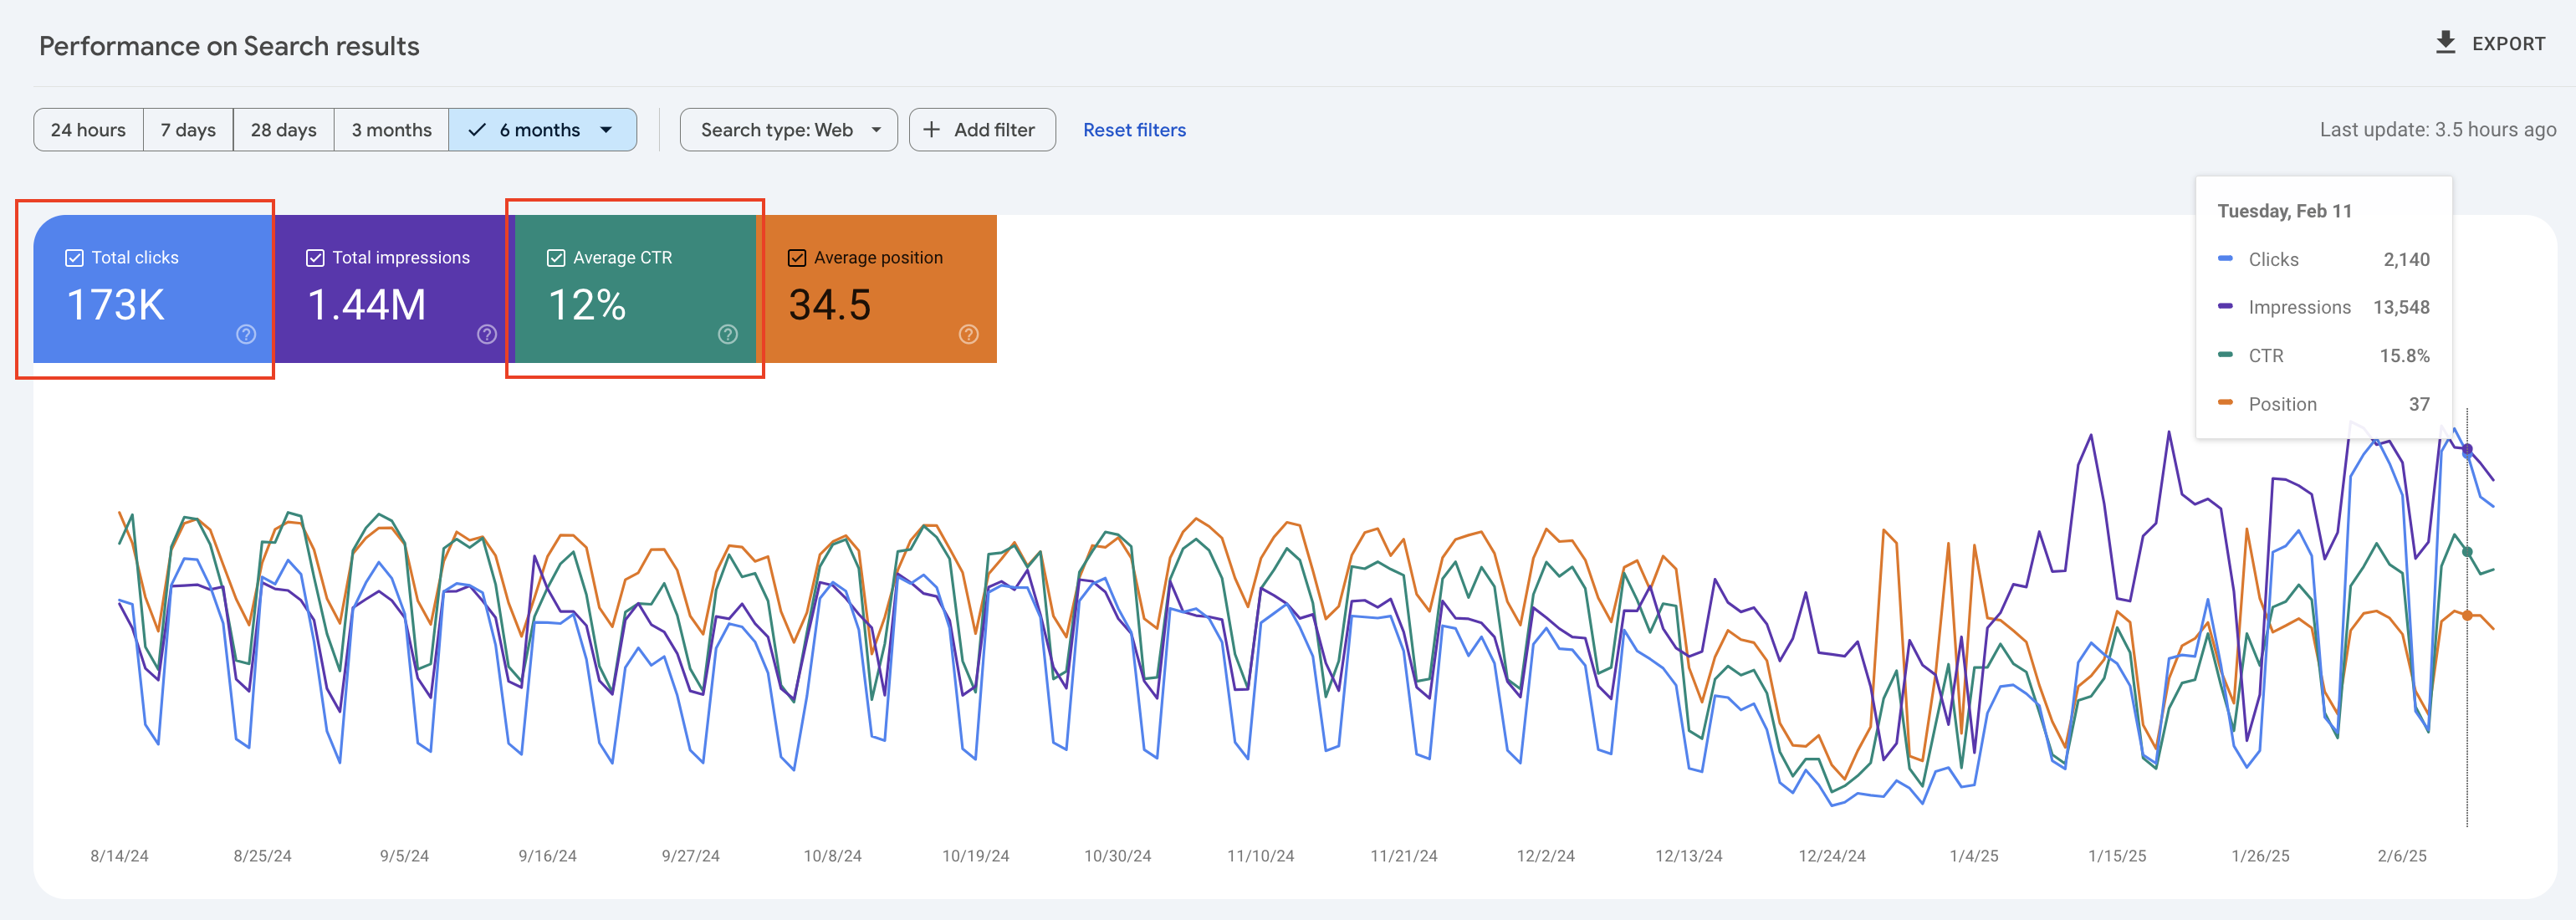 Performance on Search results
EXPORT
24 hours 7 days 28 days 3 months 6 months Search type: Web Add filter Reset filters Last update: 3.5 hours ago
Total clicks Total impressions Average CTR Average position
173K 1.44M 12% 34.5
Tuesday, Feb 11
Clicks 2,140
Impressions 13,548
CTR 15.8%
Position 37
8/14/24 8/25/24 9/5/24 9/16/24 9/27/24 10/8/24 10/19/24 10/30/24 11/10/24 11/21/24 12/2/24 12/13/24 12/24/24 1/4/25 1/15/25 1/26/25 2/6/25